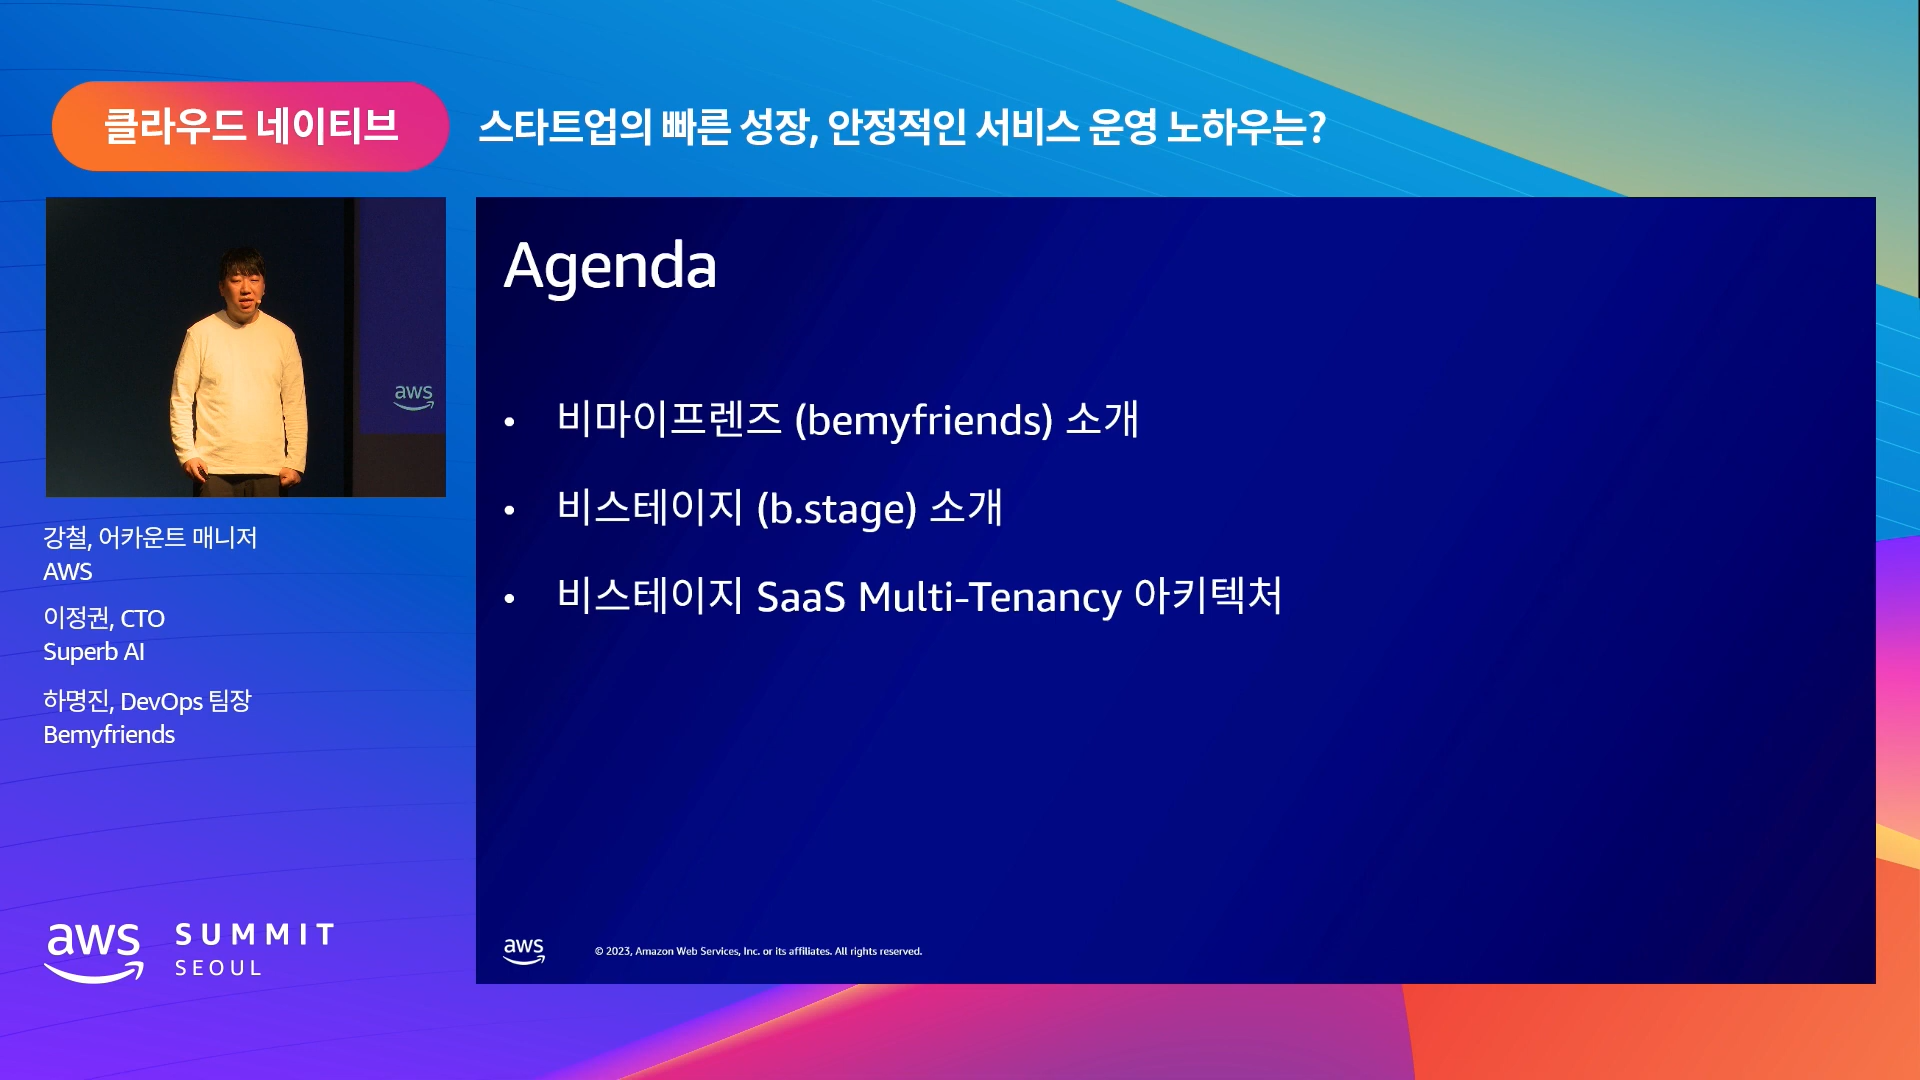 클라우드 네이티브
스타트업의 빠른 성장, 안정적인 서비스 운영 노하우는?
aws
강철, 어카운트 매니저
AWS
이정권, CTO
Superb AI
하명진, DevOps 팀장
Bemyfriends
aws SUMMIT
SEOUL
Agenda
• 비마이프렌즈 (bemyfriends) 소개
• 비스테이지 (b.stage) 소개
• 비스테이지 SaaS Multi-Tenancy 아키텍처
aws
© 2023, Amazon Web Services, Inc. or its affiliates. All rights reserved.